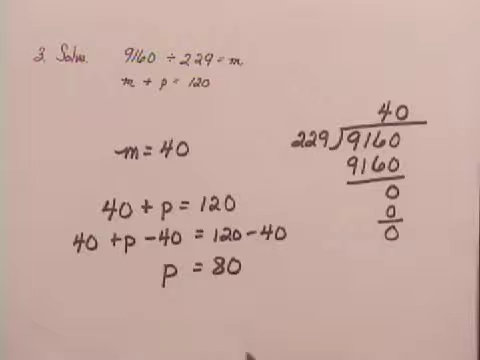 3. Solve. 9160 ÷ 229 = m
m + p = 120
m = 40
40 + p = 120
40 + p - 40 = 120 - 40
p = 80
40
229)9160
9160
0
0
0